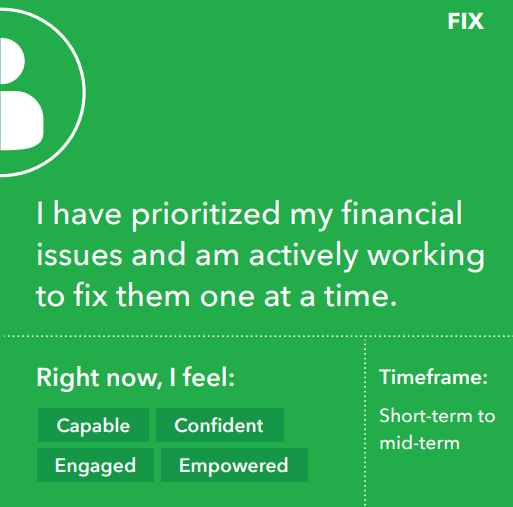 FIX
I have prioritized my financial
issues and am actively working
to fix them one at a time.
Right now, I feel:
Capable
Confident
Engaged
Empowered
Timeframe:
Short-term to
mid-term